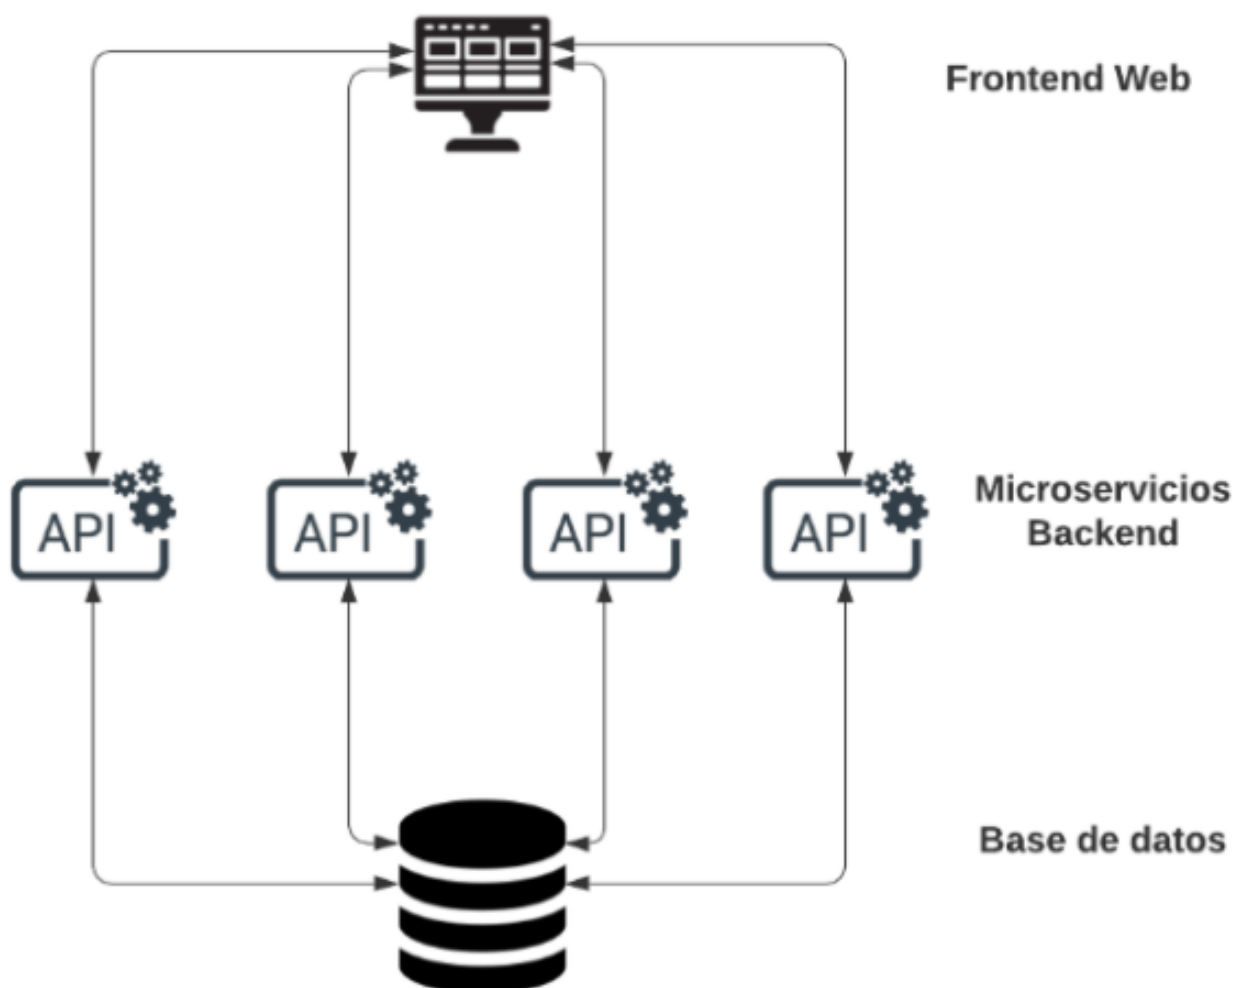 Frontend Web
API
API
API
API
Microservicios
Backend
Base de datos